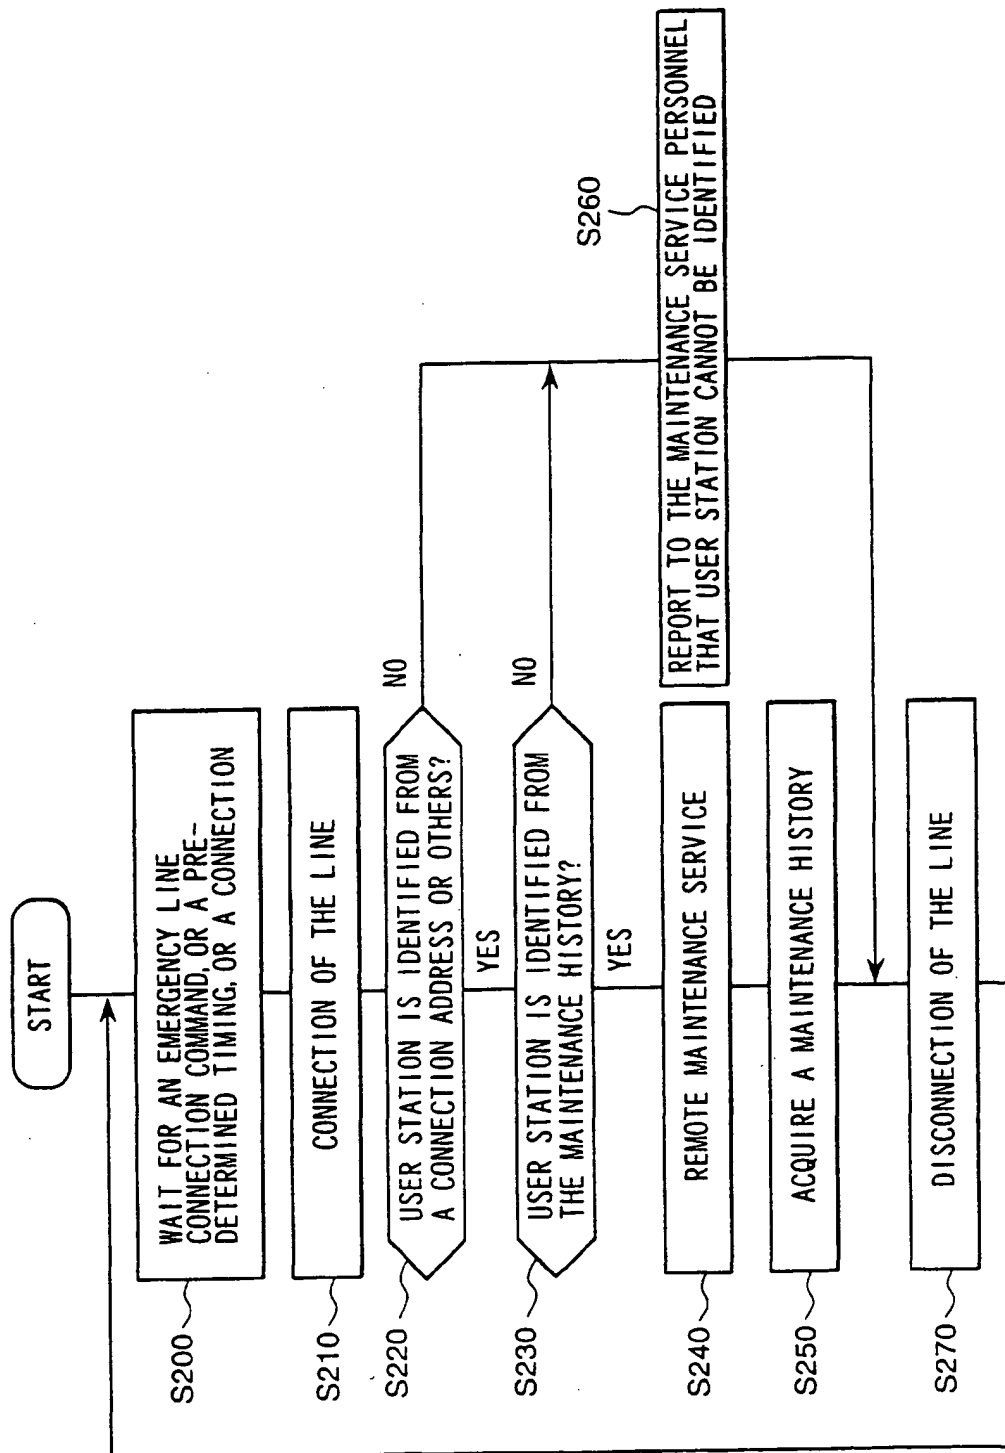 START
S200
WAIT FOR AN EMERGENCY LINE
CONNECTION COMMAND, OR A PRE-
DETERMINED TIMING, OR A CONNECTION
S210
CONNECTION OF THE LINE
S220
USER STATION IS IDENTIFIED FROM
A CONNECTION ADDRESS OR OTHERS?
NO
YES
S230
USER STATION IS IDENTIFIED FROM
THE MAINTENANCE HISTORY?
NO
YES
S240
REMOTE MAINTENANCE SERVICE
S260
REPORT TO THE MAINTENANCE SERVICE PERSONNEL
THAT USER STATION CANNOT BE IDENTIFIED
S250
ACQUIRE A MAINTENANCE HISTORY
S270
DISCONNECTION OF THE LINE